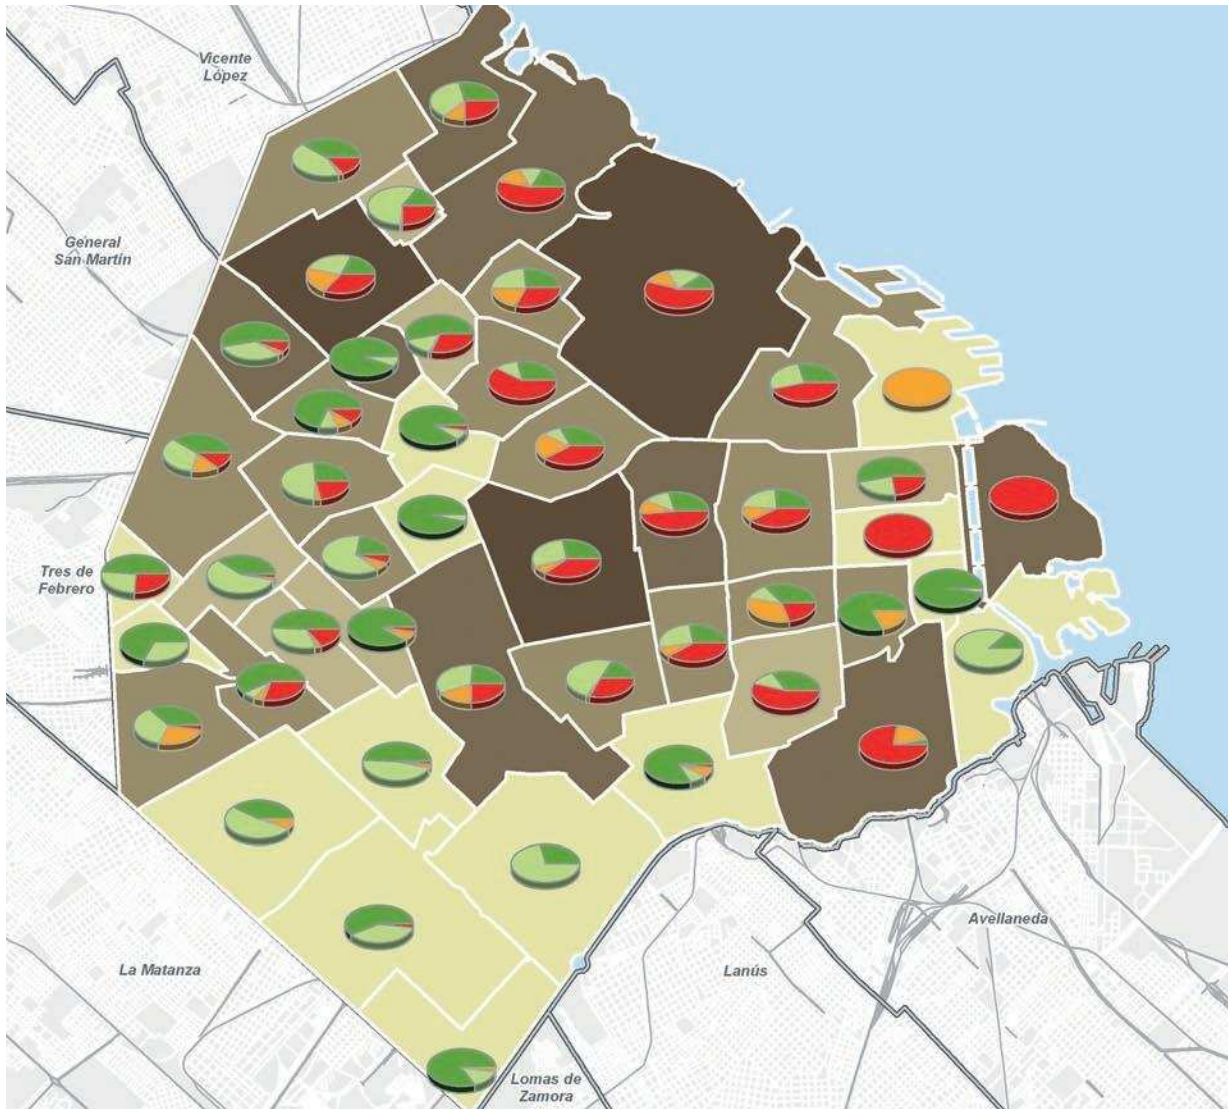 Vicente
López
General
San Martín
Tres de
Febrero
La Matanza
Lomas de
Zamora
Lanús
Avellaneda